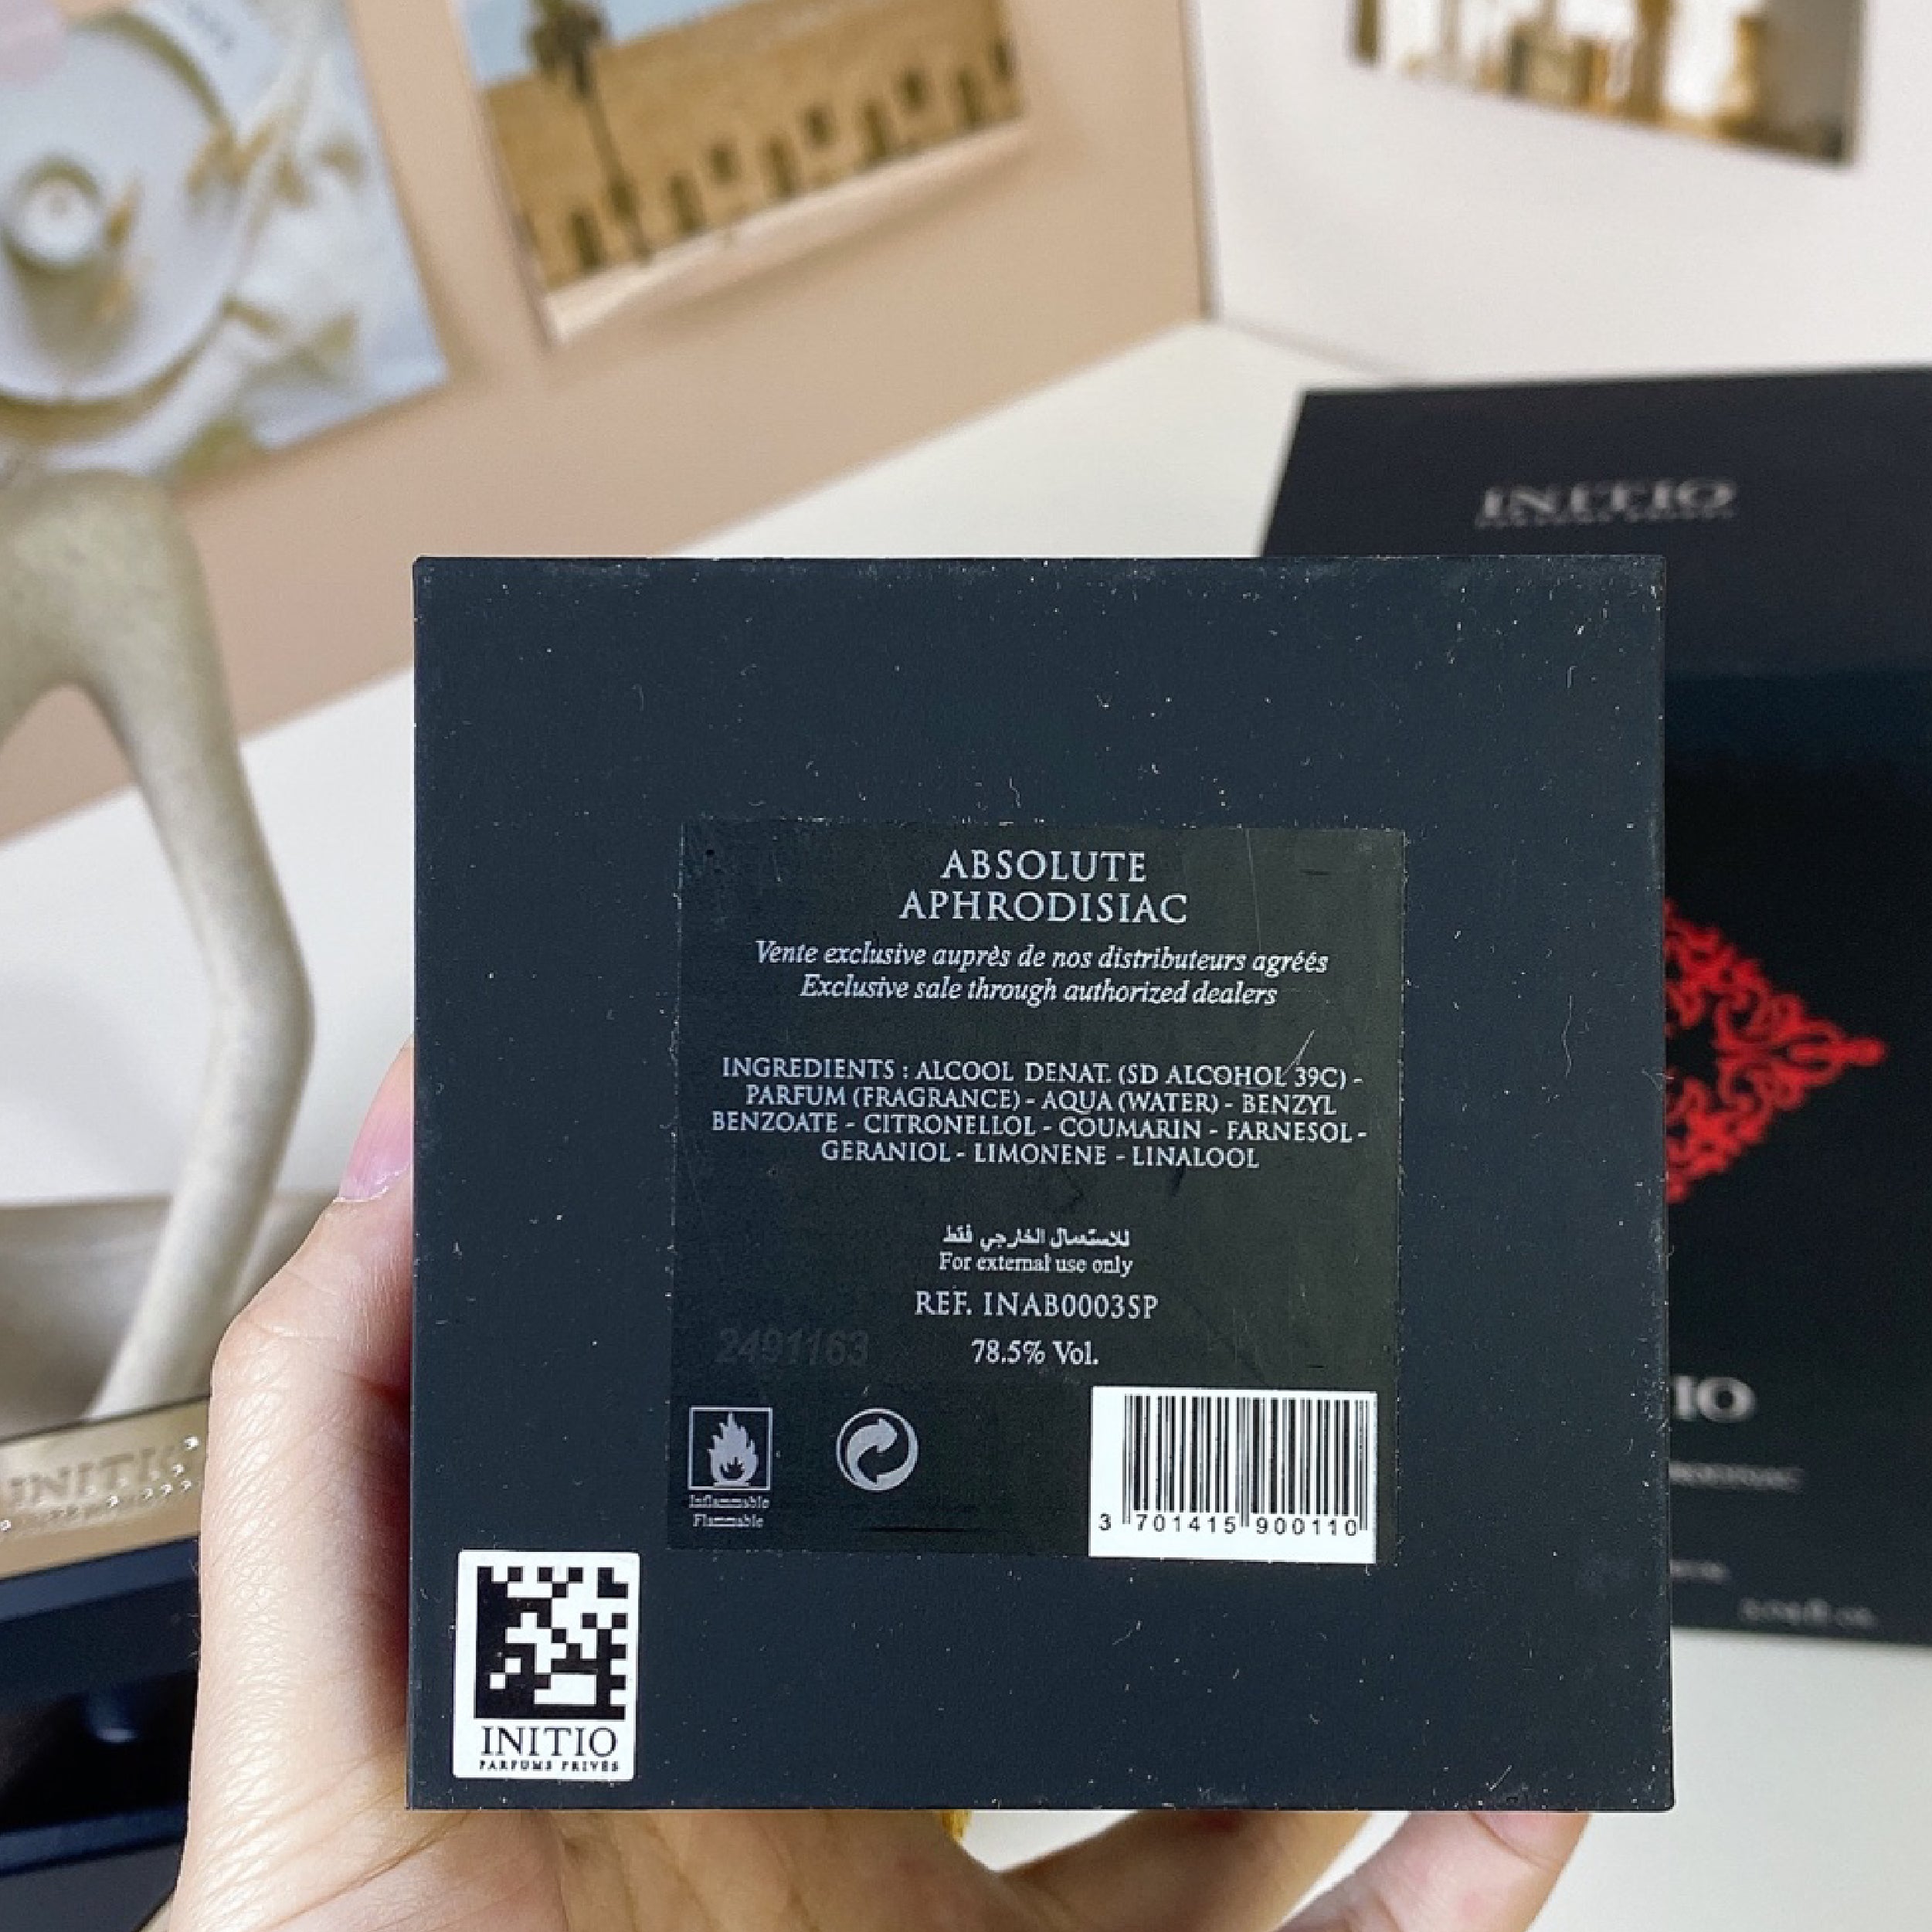 INITIO
ABSOLUTE
APHRODISIAC
Vente exclusive auprès de nos distributeurs agréés
Exclusive sale through authorized dealers
INGREDIENTS : ALCOOL DENAT. (SD ALCOHOL 39C) -
PARFUM (FRAGRANCE) - AQUA (WATER) - BENZYL
BENZOATE - CITRONELLOL - COUMARIN - FARNESOL -
GERANIOL - LIMONENE - LINALOOL
للاستعمال الخارجي فقط
For external use only
REF. INAB0003SP
2491163
78.5% Vol.
Inflammable
Flammable
3 701415 900110
INITIO
PARFUMS PRIVÉS
IO
INITIO